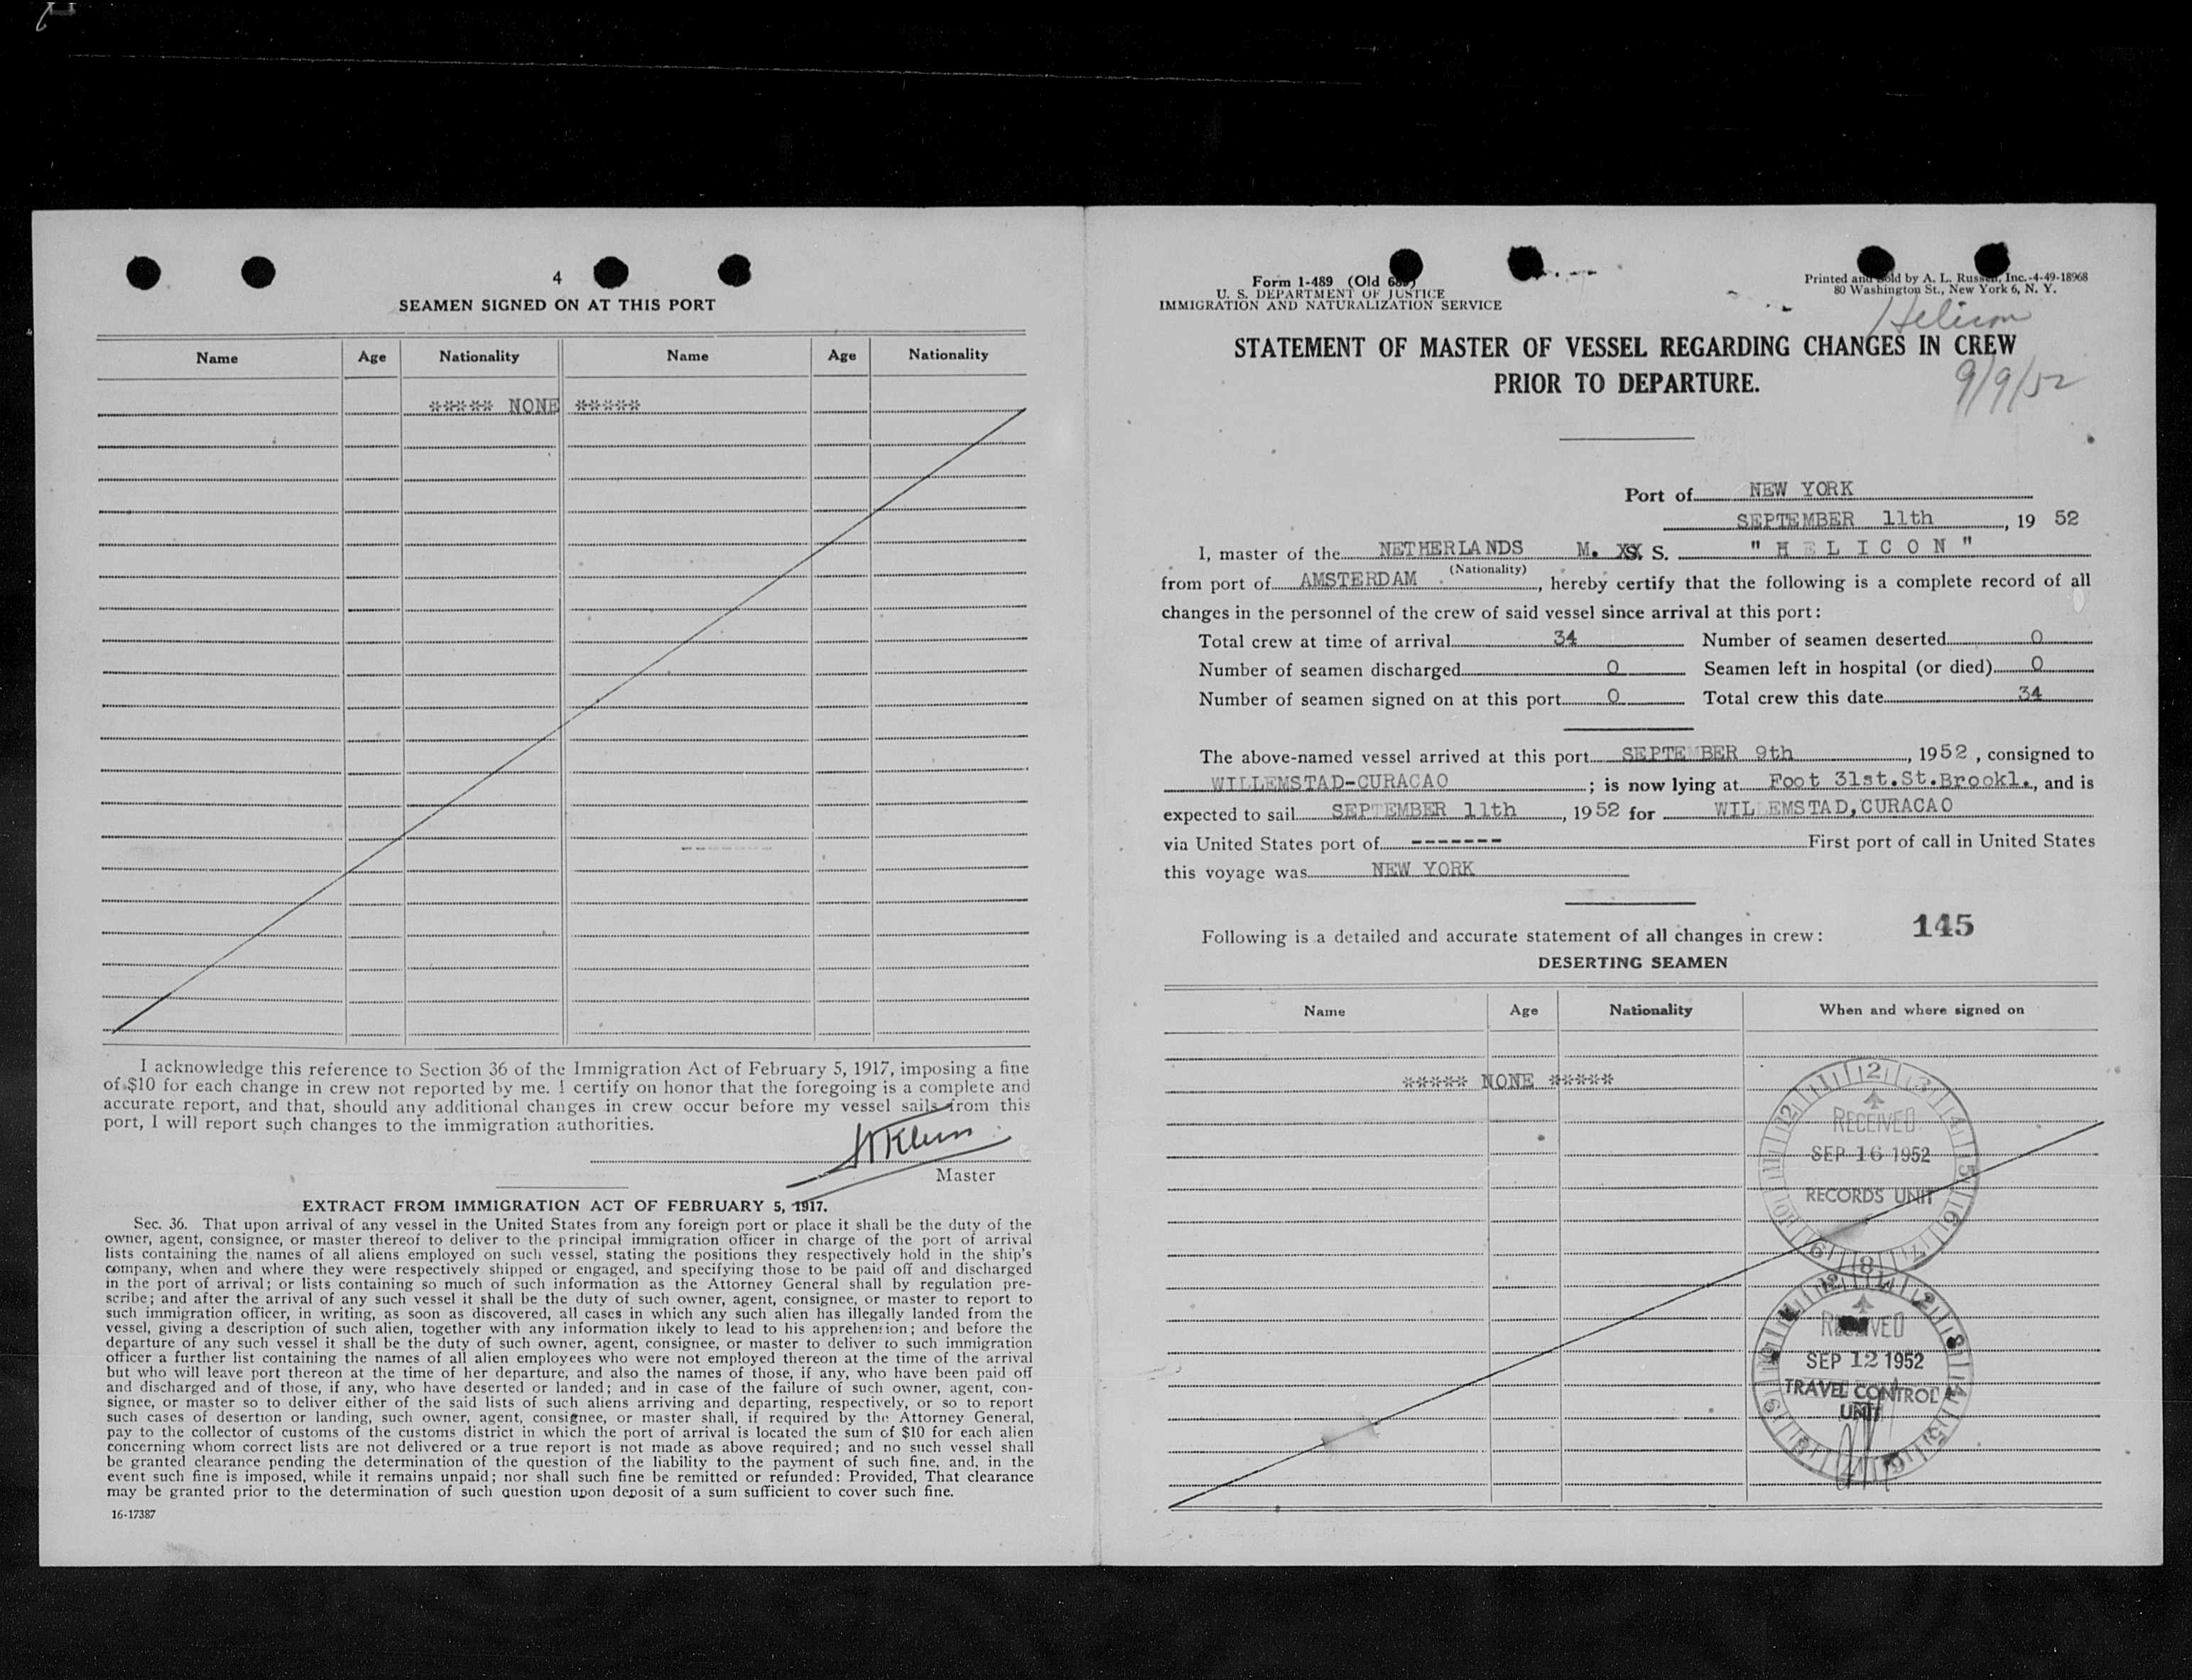 4
SEAMEN SIGNED ON AT THIS PORT
Name Age Nationality Name Age Nationality
***** NONE *****
I acknowledge this reference to Section 36 of the Immigration Act of February 5, 1917, imposing a fine
of $10 for each change in crew not reported by me. I certify on honor that the foregoing is a complete and
accurate report, and that, should any additional changes in crew occur before my vessel sails from this
port, I will report such changes to the immigration authorities.
Master
EXTRACT FROM IMMIGRATION ACT OF FEBRUARY 5, 1917.
Sec. 36. That upon arrival of any vessel in the United States from any foreign port or place it shall be the duty of the
owner, agent, consignee, or master thereof to deliver to the principal immigration officer in charge of the port of arrival
lists containing the names of all aliens employed on such vessel, stating the positions they respectively hold in the ship's
company, when and where they were respectively shipped or engaged, and specifying those to be paid off and discharged
in the port of arrival; or lists containing so much of such information as the Attorney General shall by regulation pre-
scribe; and after the arrival of any such vessel it shall be the duty of such owner, agent, consignee, or master to report to
such immigration officer, in writing, as soon as discovered, all cases in which any such alien has illegally landed from the
vessel, giving a description of such alien, together with any information likely to lead to his apprehension; and before the
departure of any such vessel it shall be the duty of such owner, agent, consignee, or master to deliver to such immigration
officer a further list containing the names of all alien employees who were not employed thereon at the time of the arrival
but who will leave port thereon at the time of her departure, and also the names of those, if any, who have been paid off
and discharged and of those, if any, who have deserted or landed; and in case of the failure of such owner, agent, con-
signee, or master so to deliver either of the said lists of such aliens arriving and departing, respectively, or so to report
such cases of desertion or landing, such owner, agent, consignee, or master shall, if required by the Attorney General,
pay to the collector of customs of the customs district in which the port of arrival is located the sum of $10 for each alien
concerning whom correct lists are not delivered or a true report is not made as above required; and no such vessel shall
be granted clearance pending the determination of the question of the liability to the payment of such fine, and, in the
event such fine is imposed, while it remains unpaid; nor shall such fine be remitted or refunded: Provided, That clearance
may be granted prior to the determination of such question upon deposit of a sum sufficient to cover such fine.
16-17387
Form 1-489 (Old 689)
U. S. DEPARTMENT OF JUSTICE
IMMIGRATION AND NATURALIZATION SERVICE
Printed and Sold by A. L. Russell, Inc.-4-49-18968
80 Washington St., New York 6, N. Y.
Helicon
STATEMENT OF MASTER OF VESSEL REGARDING CHANGES IN CREW
PRIOR TO DEPARTURE.
9/9/52
Port of NEW YORK
SEPTEMBER 11th, 19 52
I, master of the NETHERLANDS M. XX S. " H E L I C O N "
(Nationality)
from port of AMSTERDAM, hereby certify that the following is a complete record of all
changes in the personnel of the crew of said vessel since arrival at this port:
Total crew at time of arrival 34 Number of seamen deserted 0
Number of seamen discharged 0 Seamen left in hospital (or died) 0
Number of seamen signed on at this port 0 Total crew this date 34
The above-named vessel arrived at this port SEPTEMBER 9th, 1952, consigned to
WILLEMSTAD-CURACAO; is now lying at Foot 31st.St.Brookl., and is
expected to sail SEPTEMBER 11th, 1952 for WILLEMSTAD,CURACAO
via United States port of ------- First port of call in United States
this voyage was NEW YORK
145
Following is a detailed and accurate statement of all changes in crew:
DESERTING SEAMEN
Name Age Nationality When and where signed on
***** NONE *****
RECEIVED
SEP 16 1952
RECORDS UNIT
RECEIVED
SEP 12 1952
TRAVEL CONTROL
UNIT